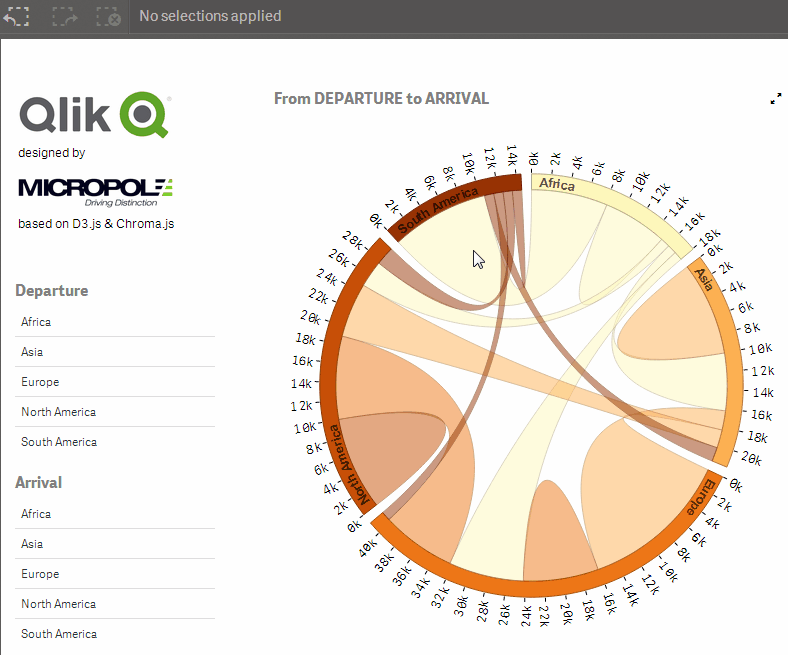 No selections applied
Qlik
designed by
MICROPOLE
Driving Distinction
based on D3.js & Chroma.js
Departure
Africa
Asia
Europe
North America
South America
Arrival
Africa
Asia
Europe
North America
South America
From DEPARTURE to ARRIVAL
Africa
0k
2k
4k
6k
8k
10k
12k
14k
16k
18k
Asia
0k
2k
4k
6k
8k
10k
12k
14k
16k
18k
20k
Europe
0k
2k
4k
6k
8k
10k
12k
14k
16k
18k
20k
22k
24k
26k
28k
30k
32k
34k
36k
38k
40k
North America
0k
2k
4k
6k
8k
10k
12k
14k
16k
18k
20k
22k
24k
26k
28k
South America
0k
2k
4k
6k
8k
10k
12k
14k